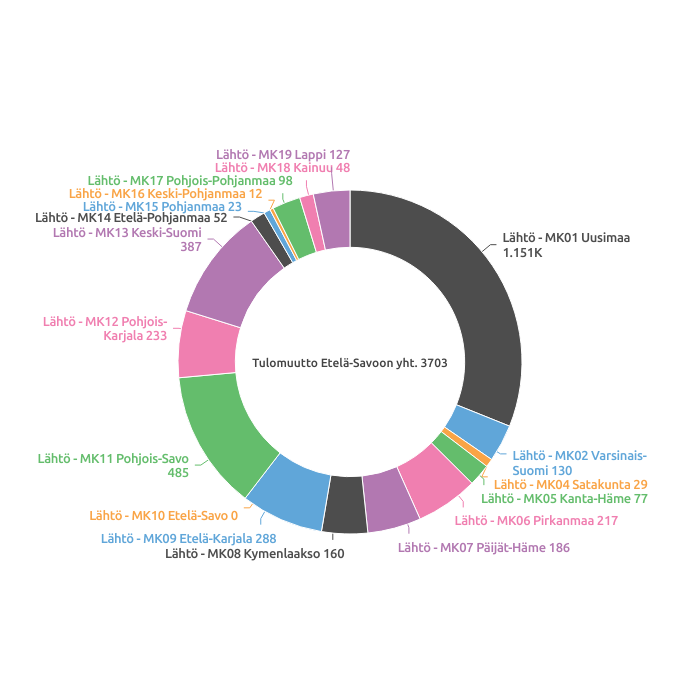 Lähtö - MK19 Lappi 127
Lähtö - MK18 Kainuu 48
Lähtö - MK17 Pohjois-Pohjanmaa 98
Lähtö - MK16 Keski-Pohjanmaa 12
Lähtö - MK15 Pohjanmaa 23
Lähtö - MK14 Etelä-Pohjanmaa 52
Lähtö - MK13 Keski-Suomi
387
Lähtö - MK12 Pohjois-
Karjala 233
Lähtö - MK11 Pohjois-Savo
485
Lähtö - MK10 Etelä-Savo 0
Lähtö - MK09 Etelä-Karjala 288
Lähtö - MK08 Kymenlaakso 160
Tulomuutto Etelä-Savoon yht. 3703
Lähtö - MK01 Uusimaa
1.151K
Lähtö - MK02 Varsinais-
Suomi 130
Lähtö - MK04 Satakunta 29
Lähtö - MK05 Kanta-Häme 77
Lähtö - MK06 Pirkanmaa 217
Lähtö - MK07 Päijät-Häme 186